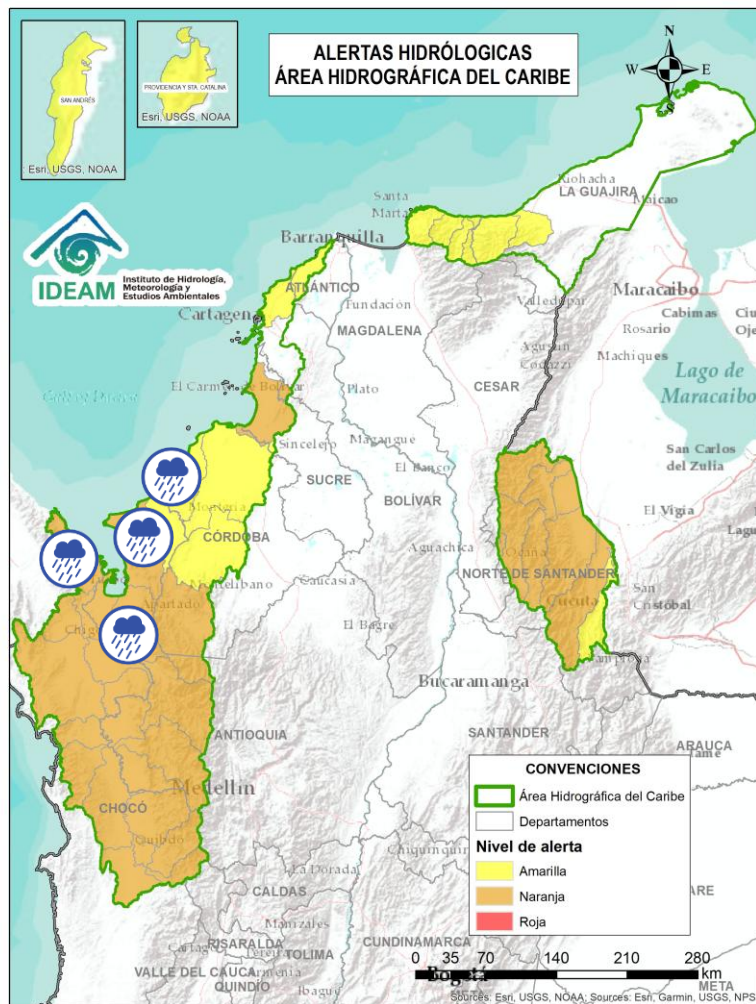 ALERTAS HIDRÓLOGICAS
ÁREA HIDROGRÁFICA DEL CARIBE
N
W
E
S
SAN ANDRÉS
Esri, USGS, NOAA
PROVIDENCIA Y STA. CATALINA
Esri, USGS, NOAA
IDEAM
Instituto de Hidrología,
Meteorología y
Estudios Ambientales
Riohacha
LA GUAJIRA
Maicao
Santa
Marta
Barranquilla
ATLÁNTICO
Cartagena
Fundación
MAGDALENA
Valledupar
Maracaibo
Cabimas
Rosario
Machiques
Agustín
Codazzi
CESAR
Lago de
Maracaibo
El Carmen de Bolívar
Plato
Sincelejo
Magangue
SUCRE
El Banco
BOLÍVAR
San Carlos
del Zulia
El Vigía
Montería
CÓRDOBA
Aguachica
Ocaña
NORTE DE SANTANDER
Cúcuta
San
Cristóbal
Caucasia
El Bagre
Apartado
Pamplona
Bucaramanga
ANTIOQUIA
SANTANDER
ARAUCA
Medellín
CHOCÓ
Quibdó
La Dorada
CALDAS
Manizales
RISARALDA
TOLIMA
CUNDINAMARCA
VALLE DEL CAUCA
Armenia
QUINDÍO
Ibagué
Bogotá
META
CONVENCIONES
Área Hidrográfica del Caribe
Departamentos
Nivel de alerta
Amarilla
Naranja
Roja
0 35 70 140 210 280
km
Sources: Esri, USGS, NOAA; Sources: Esri, Garmin, USGS, NPS